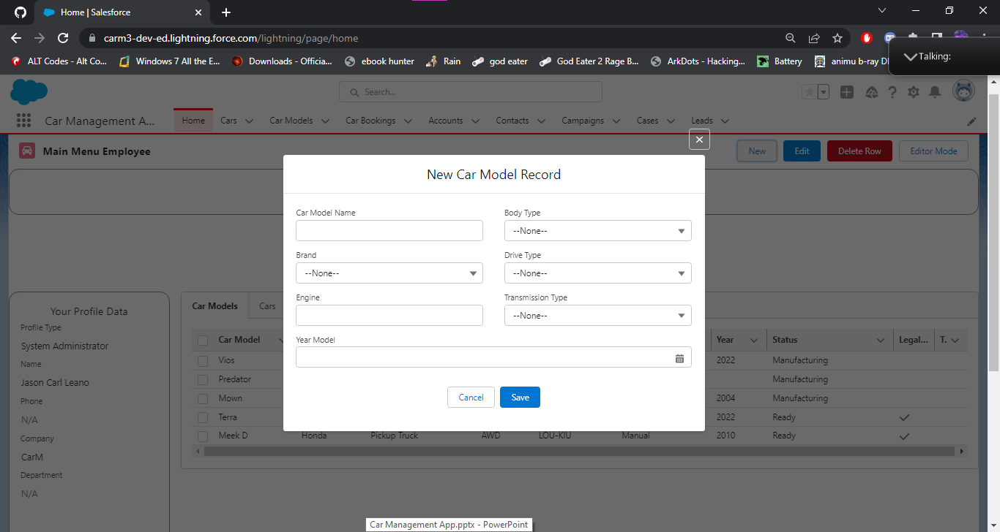 Home | Salesforce
carm3-dev-ed.lightning.force.com/lightning/page/home
ALT Codes - Alt Co... Windows 7 All the E... Downloads - Officia... ebook hunter Rain god eater God Eater 2 Rage B... ArkDots - Hacking... Battery animu b-ray
Talking:
Search...
Car Management A... Home Cars Car Models Car Bookings Accounts Contacts Campaigns Cases Leads
Main Menu Employee New Edit Delete Row Editor Mode
New Car Model Record
Car Model Name Body Type
--None--
Brand Drive Type
--None-- --None--
Engine Transmission Type
--None--
Year Model
Cancel Save
Your Profile Data
Profile Type
System Administrator
Name
Jason Carl Leano
Phone
N/A
Company
CarM
Department
N/A
Car Models Cars
Car Model Year Status Legal... T.
Vios 2022 Manufacturing
Predator Manufacturing
Mown 2004 Manufacturing
Terra 2022 Ready
Meek D Honda Pickup Truck AWD LOU-KIU Manual 2010 Ready
Car Management App.pptx - PowerPoint